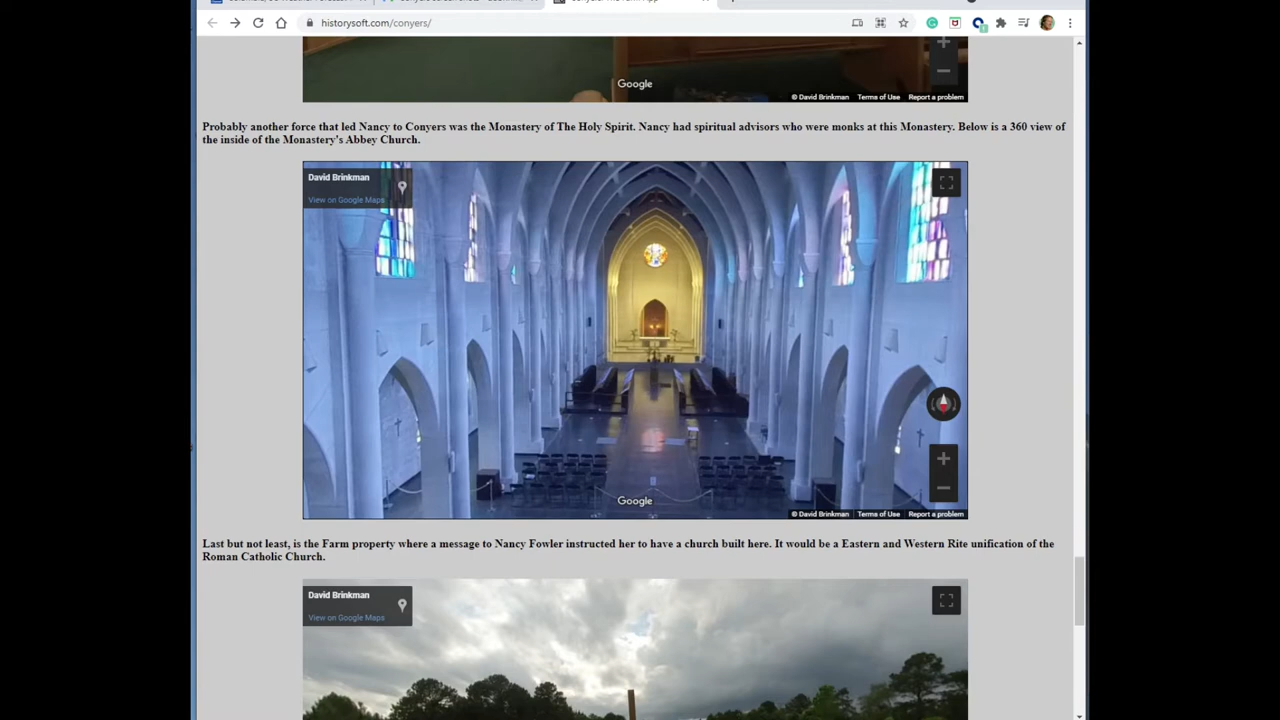 historysoft.com/conyers/
Google
© David Brinkman Terms of Use Report a problem
Probably another force that led Nancy to Conyers was the Monastery of The Holy Spirit. Nancy had spiritual advisors who were monks at this Monastery. Below is a 360 view of
the inside of the Monastery's Abbey Church.
David Brinkman
View on Google Maps
Google
© David Brinkman Terms of Use Report a problem
Last but not least, is the Farm property where a message to Nancy Fowler instructed her to have a church built here. It would be a Eastern and Western Rite unification of the
Roman Catholic Church.
David Brinkman
View on Google Maps